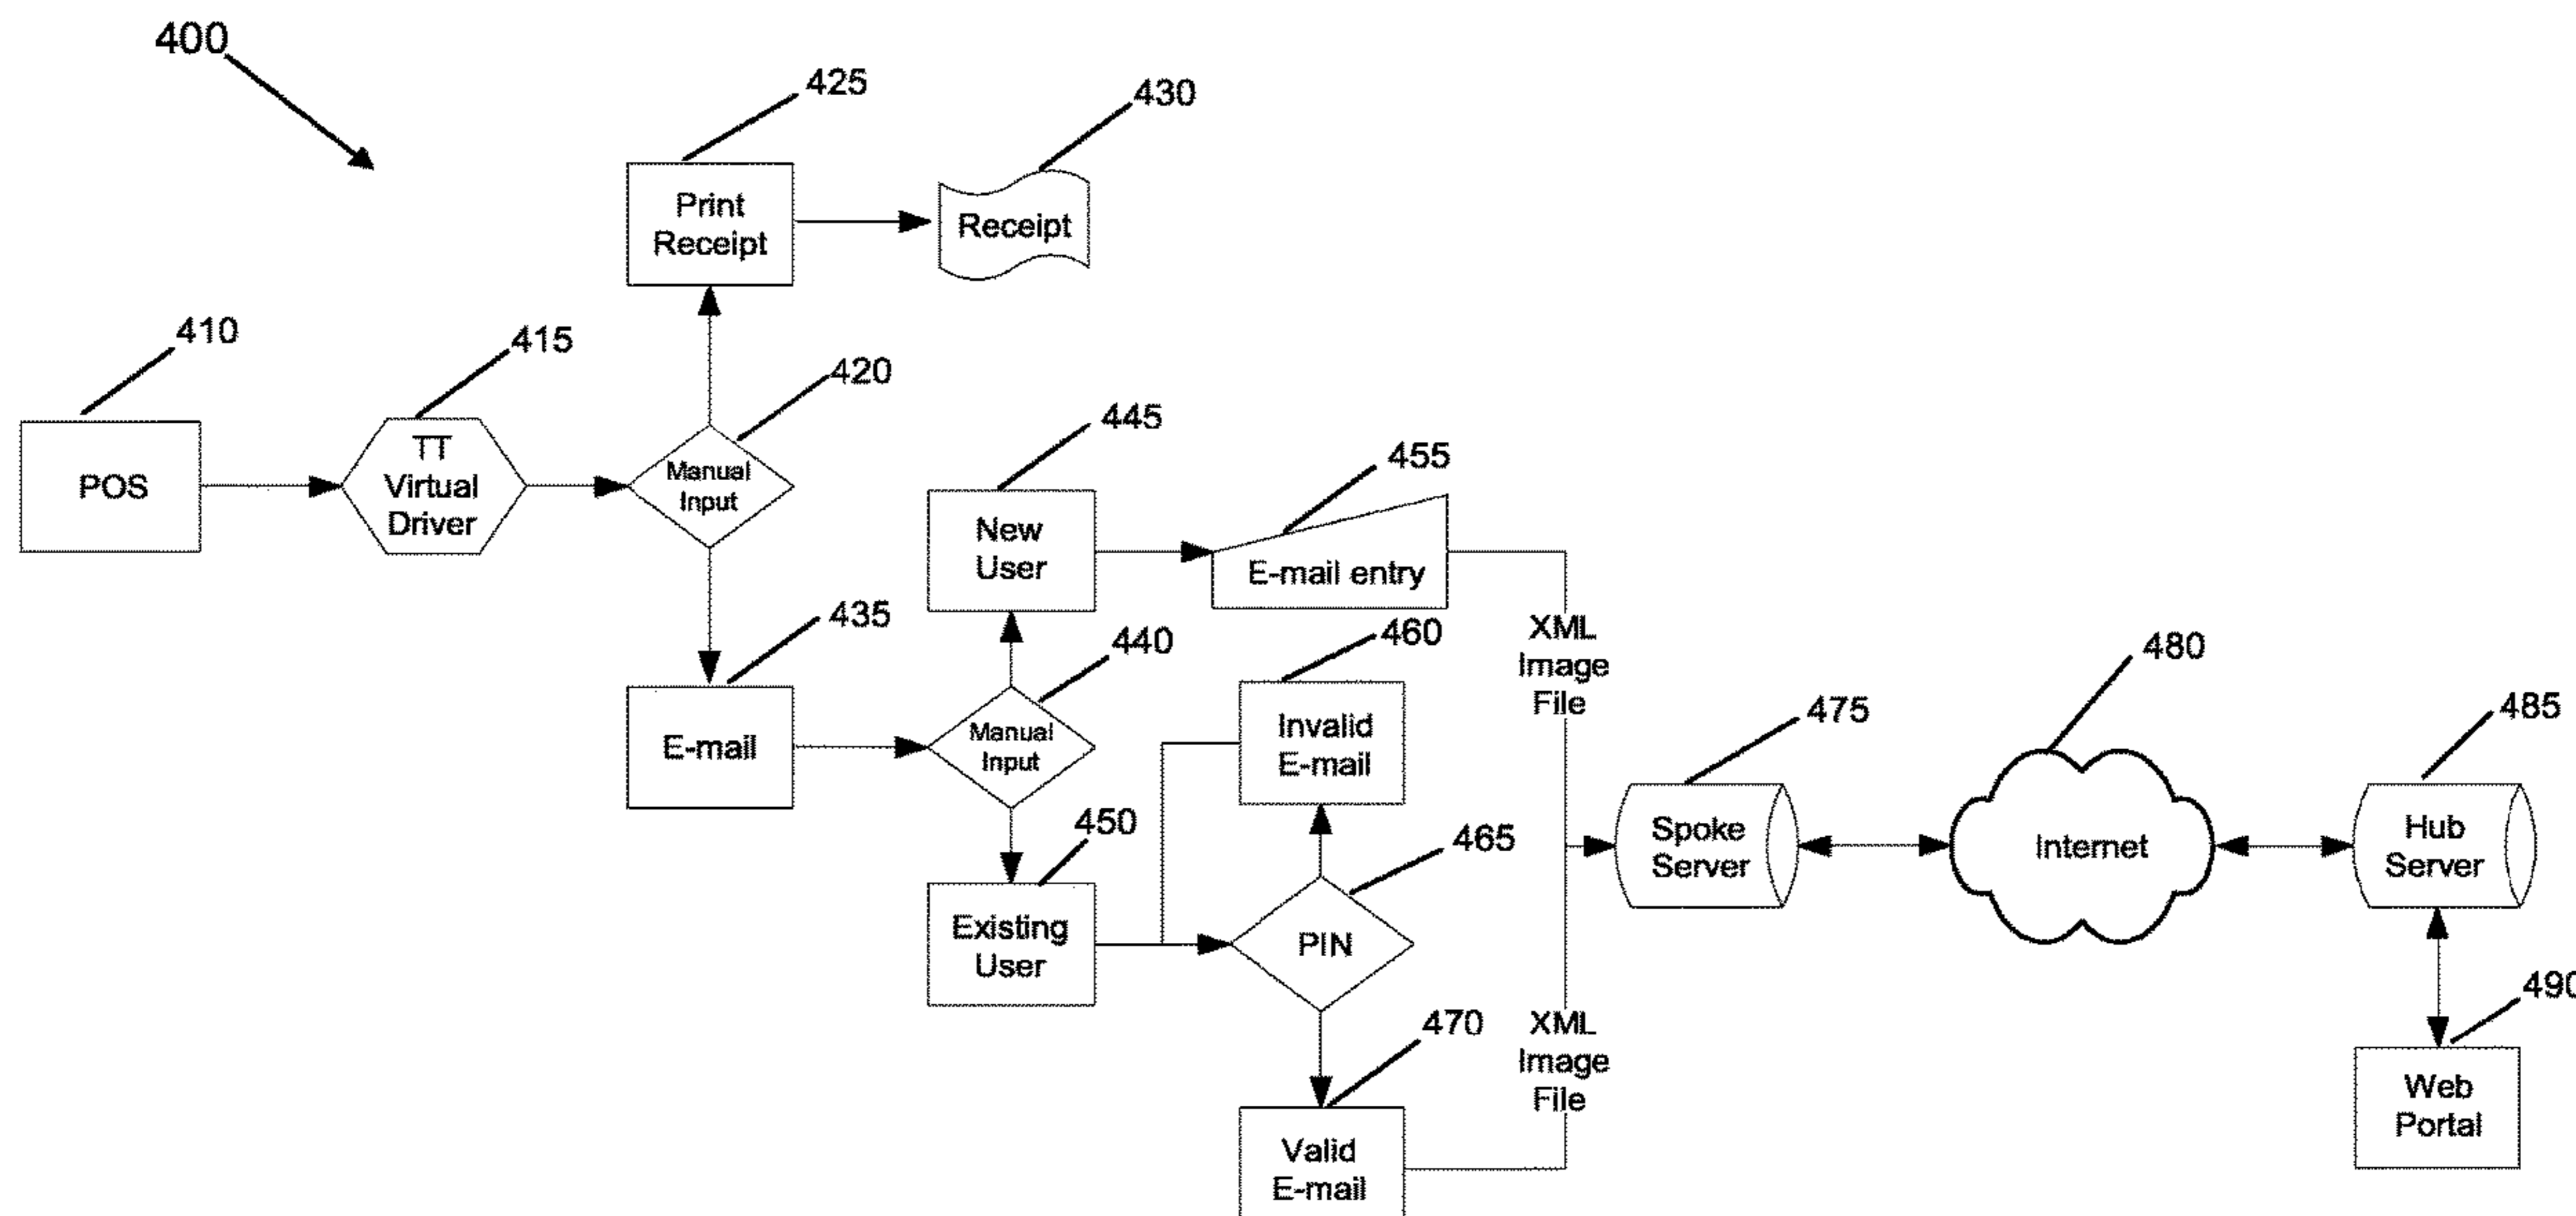 400
425
430
Print
Receipt
Receipt
410
415
420
POS
TT
Virtual
Driver
Manual
Input
445
455
New
User
E-mail entry
435
440
460
XML
Image
File
480
E-mail
Manual
Input
Invalid
E-mail
475
485
450
465
Spoke
Server
Internet
Hub
Server
Existing
User
PIN
490
470
XML
Image
File
Web
Portal
Valid
E-mail